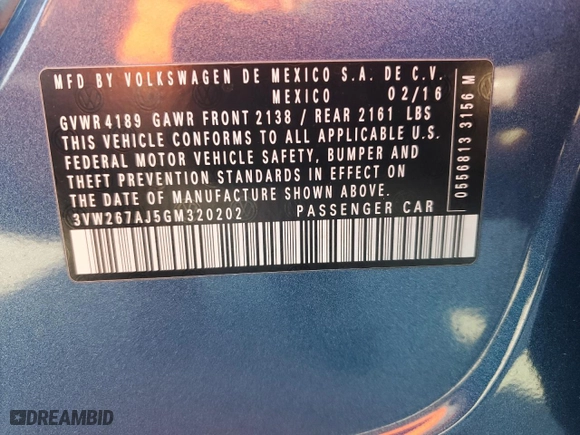 MFD BY VOLKSWAGEN DE MEXICO S.A. DE C.V.
MEXICO 02/16
GVWR 4189 GAWR FRONT 2138 / REAR 2161 LBS
THIS VEHICLE CONFORMS TO ALL APPLICABLE U.S.
FEDERAL MOTOR VEHICLE SAFETY, BUMPER AND
THEFT PREVENTION STANDARDS IN EFFECT ON
THE DATE OF MANUFACTURE SHOWN ABOVE.
3VW267AJ5GM320202 PASSENGER CAR
0556813 3156 M
DREAMBID